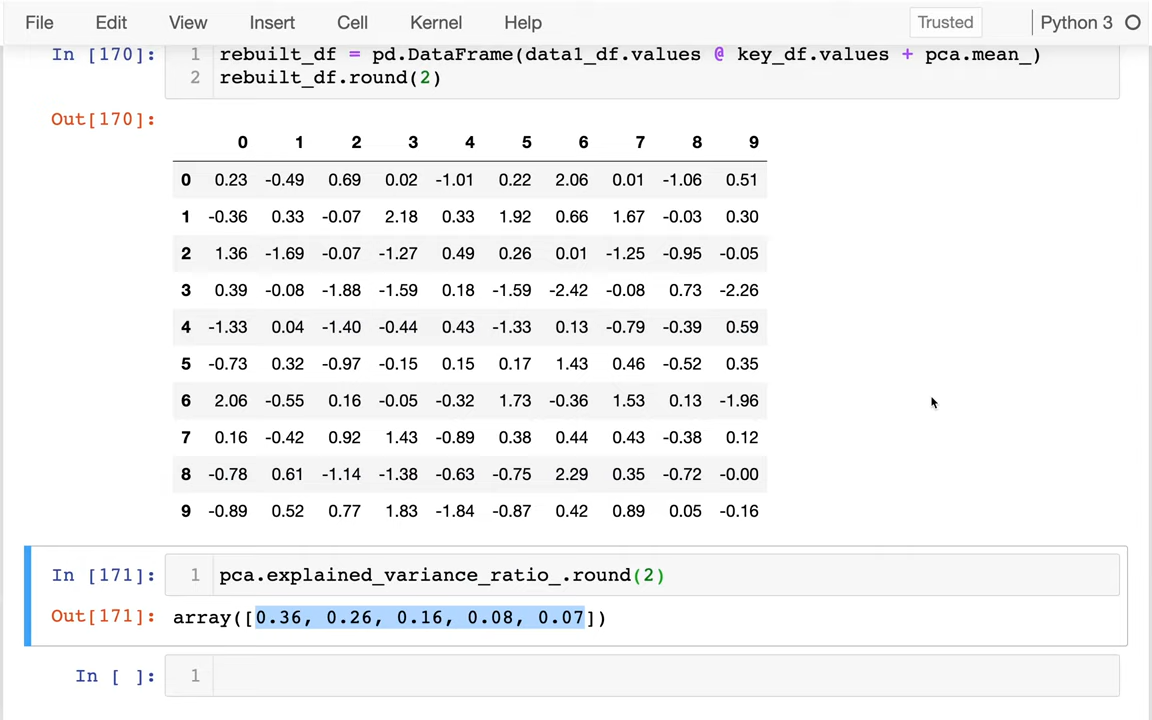 File Edit View Insert Cell Kernel Help Trusted Python 3
In [170]: 1 rebuilt_df = pd.DataFrame(data1_df.values @ key_df.values + pca.mean_)
2 rebuilt_df.round(2)
Out[170]:
0 1 2 3 4 5 6 7 8 9
0 0.23 -0.49 0.69 0.02 -1.01 0.22 2.06 0.01 -1.06 0.51
1 -0.36 0.33 -0.07 2.18 0.33 1.92 0.66 1.67 -0.03 0.30
2 1.36 -1.69 -0.07 -1.27 0.49 0.26 0.01 -1.25 -0.95 -0.05
3 0.39 -0.08 -1.88 -1.59 0.18 -1.59 -2.42 -0.08 0.73 -2.26
4 -1.33 0.04 -1.40 -0.44 0.43 -1.33 0.13 -0.79 -0.39 0.59
5 -0.73 0.32 -0.97 -0.15 0.15 0.17 1.43 0.46 -0.52 0.35
6 2.06 -0.55 0.16 -0.05 -0.32 1.73 -0.36 1.53 0.13 -1.96
7 0.16 -0.42 0.92 1.43 -0.89 0.38 0.44 0.43 -0.38 0.12
8 -0.78 0.61 -1.14 -1.38 -0.63 -0.75 2.29 0.35 -0.72 -0.00
9 -0.89 0.52 0.77 1.83 -1.84 -0.87 0.42 0.89 0.05 -0.16
In [171]: 1 pca.explained_variance_ratio_.round(2)
Out[171]: array([0.36, 0.26, 0.16, 0.08, 0.07])
In [ ]: 1